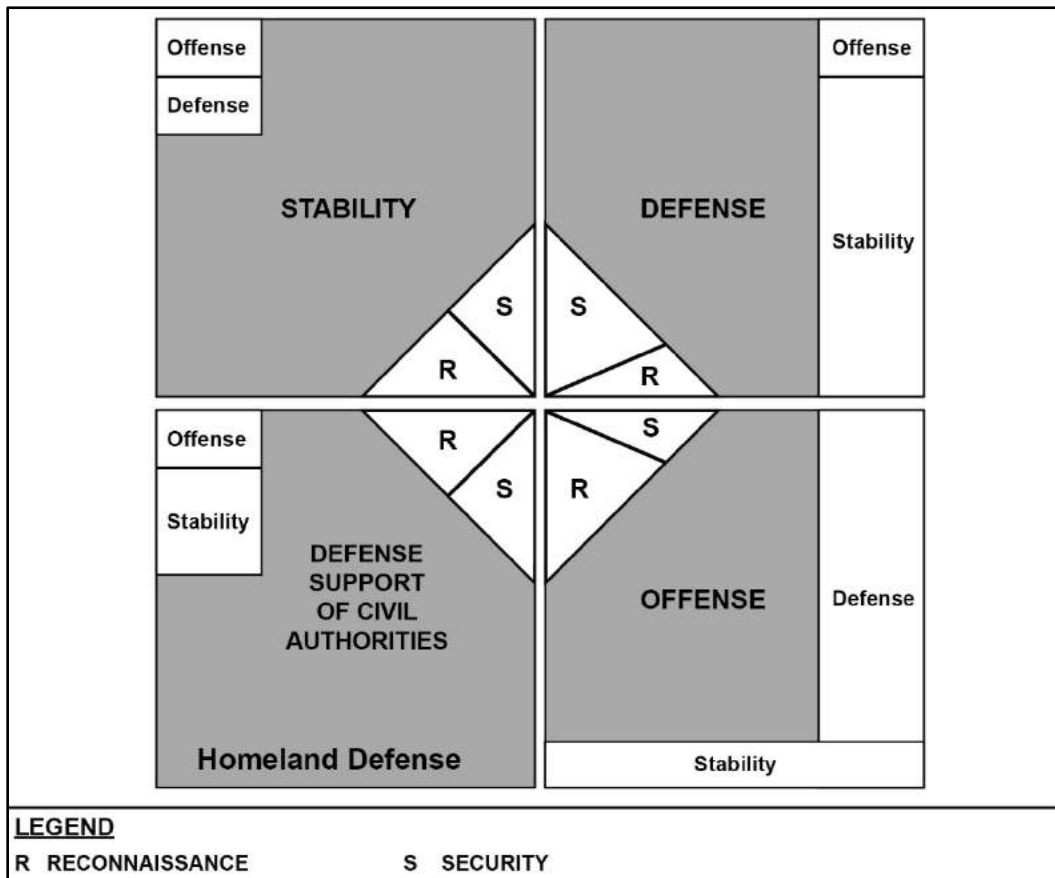 Offense
Defense
STABILITY
S
R
Offense
DEFENSE
Stability
S
R
Offense
Stability
R
S
DEFENSE
SUPPORT
OF CIVIL
AUTHORITIES
Homeland Defense
S
R
OFFENSE
Defense
Stability
LEGEND
R RECONNAISSANCE S SECURITY